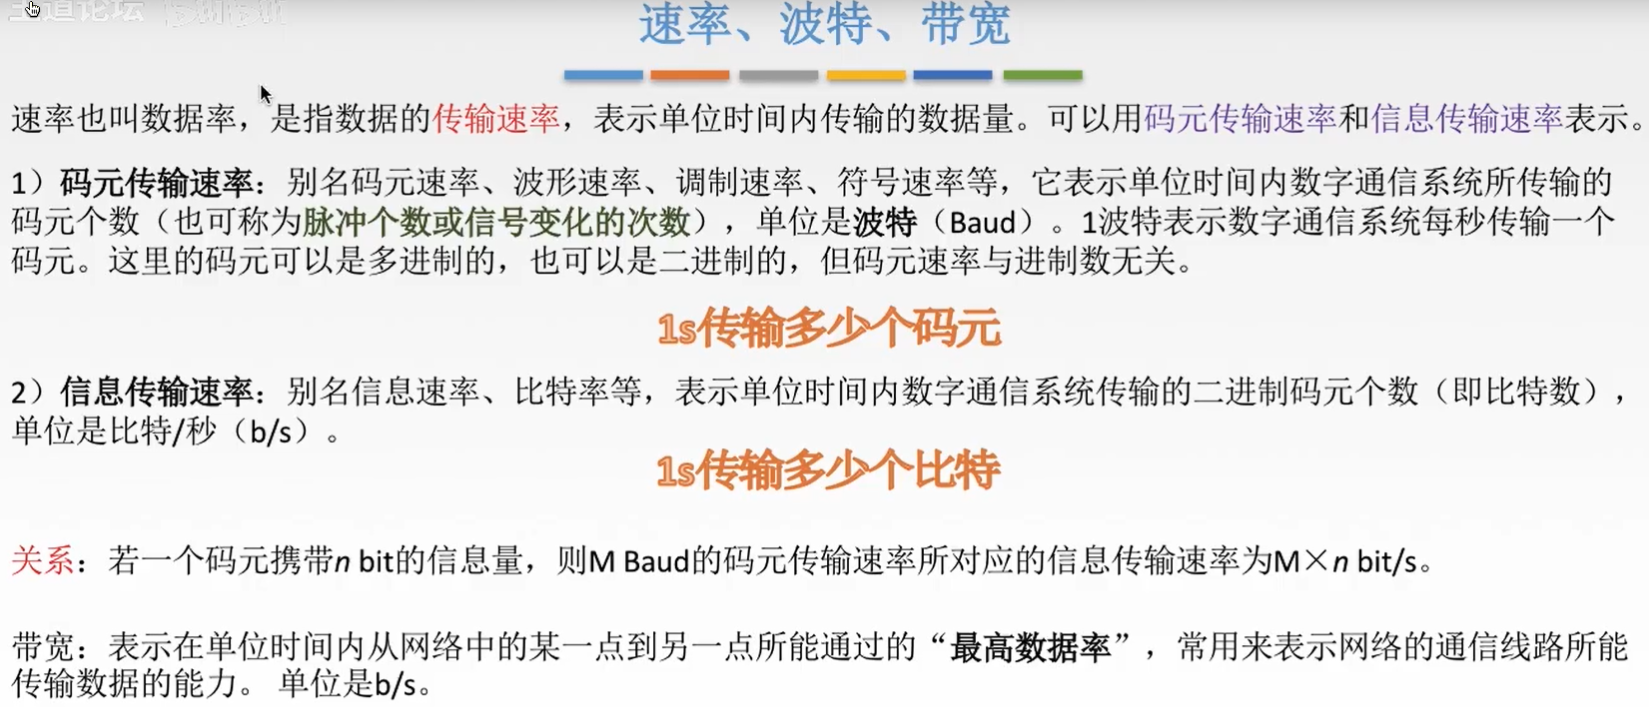 王道论坛 bilibili
速率、波特、带宽
速率也叫数据率，是指数据的传输速率，表示单位时间内传输的数据量。可以用码元传输速率和信息传输速率表示。
1）码元传输速率：别名码元速率、波形速率、调制速率、符号速率等，它表示单位时间内数字通信系统所传输的
码元个数（也可称为脉冲个数或信号变化的次数），单位是波特（Baud）。1波特表示数字通信系统每秒传输一个
码元。这里的码元可以是多进制的，也可以是二进制的，但码元速率与进制数无关。
1s传输多少个码元
2）信息传输速率：别名信息速率、比特率等，表示单位时间内数字通信系统传输的二进制码元个数（即比特数），
单位是比特/秒（b/s）。
1s传输多少个比特
关系：若一个码元携带n bit的信息量，则M Baud的码元传输速率所对应的信息传输速率为M×n bit/s。
带宽：表示在单位时间内从网络中的某一点到另一点所能通过的“最高数据率”，常用来表示网络的通信线路所能
传输数据的能力。 单位是b/s。